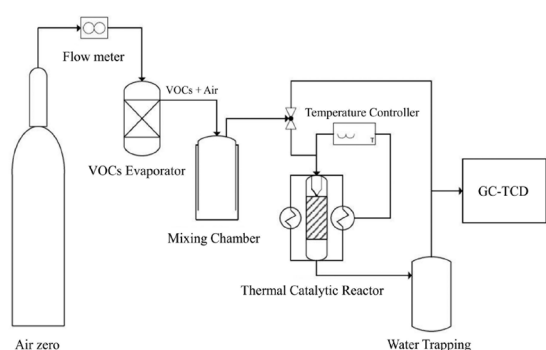 Flow meter
VOCs + Air
Temperature Controller
T
VOCs Evaporator
GC-TCD
Mixing Chamber
Thermal Catalytic Reactor
Air zero
Water Trapping